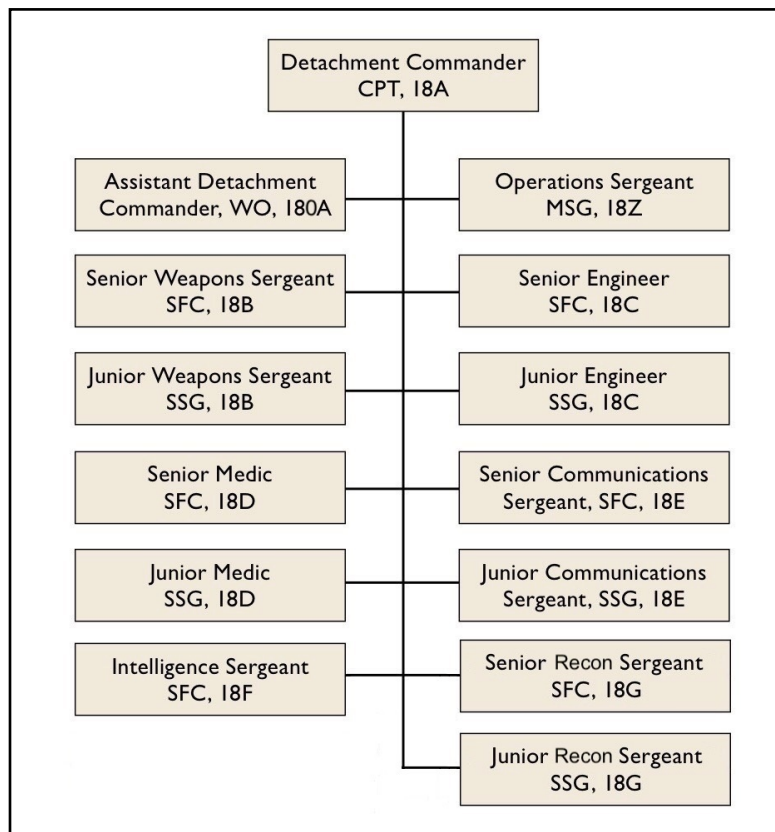 Detachment Commander
CPT, 18A
Assistant Detachment
Commander, WO, 180A
Operations Sergeant
MSG, 18Z
Senior Weapons Sergeant
SFC, 18B
Senior Engineer
SFC, 18C
Junior Weapons Sergeant
SSG, 18B
Junior Engineer
SSG, 18C
Senior Medic
SFC, 18D
Senior Communications
Sergeant, SFC, 18E
Junior Medic
SSG, 18D
Junior Communications
Sergeant, SSG, 18E
Intelligence Sergeant
SFC, 18F
Senior Recon Sergeant
SFC, 18G
Junior Recon Sergeant
SSG, 18G